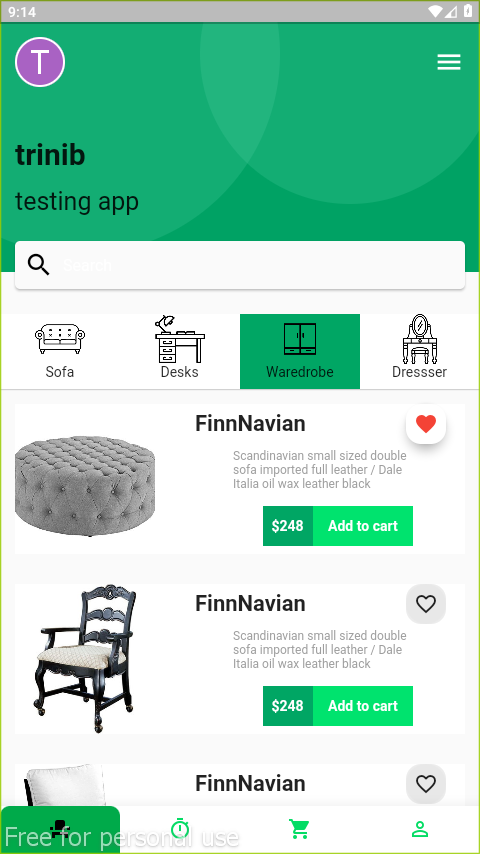 9:14
T
trinib
testing app
Search
Sofa
Desks
Waredrobe
Dressser
FinnNavian
Scandinavian small sized double
sofa imported full leather / Dale
Italia oil wax leather black
$248
Add to cart
FinnNavian
Scandinavian small sized double
sofa imported full leather / Dale
Italia oil wax leather black
$248
Add to cart
FinnNavian
Free for personal use